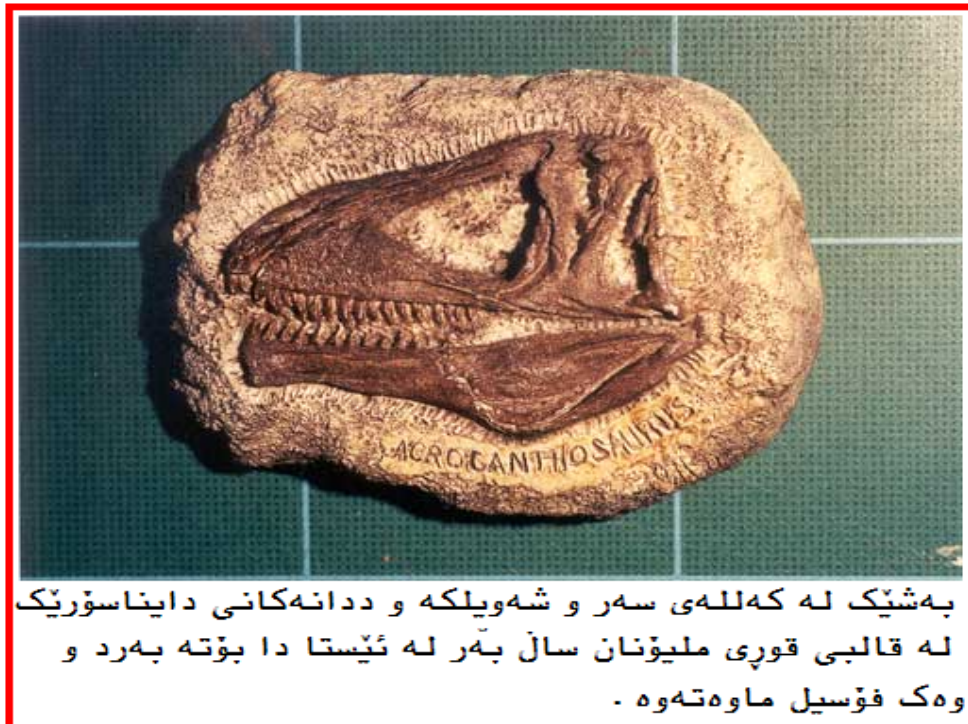 ACROCANTHOSAURUS
بەشێک لە کەللەی سەر و شەویلکە و ددانەکانی دایناسۆرێک
لە قالبی قوڕی ملیۆنان ساڵ بەر لە ئێستا دا بۆتە بەرد و
وەک فۆسیل ماوەتەوە .